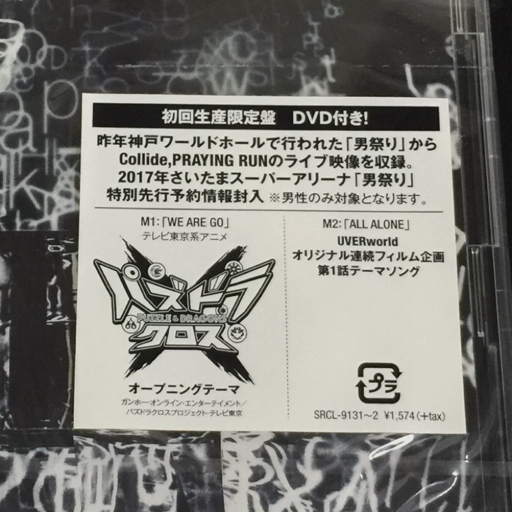 初回生産限定盤 DVD付き!
昨年神戸ワールドホールで行われた「男祭り」から
Collide,PRAYING RUNのライブ映像を収録。
2017年さいたまスーパーアリーナ「男祭り」
特別先行予約情報封入 ※男性のみ対象となります。
M1:「WE ARE GO」
テレビ東京系アニメ
パズドラ
PUZZLE & DRAGONS
クロス
オープニングテーマ
ガンホー・オンライン・エンターテイメント/
パズドラクロスプロジェクト・テレビ東京
M2:「ALL ALONE」
UVERworld
オリジナル連続フィルム企画
第1話テーマソング
プラ
SRCL-9131~2 ¥1,574(+tax)